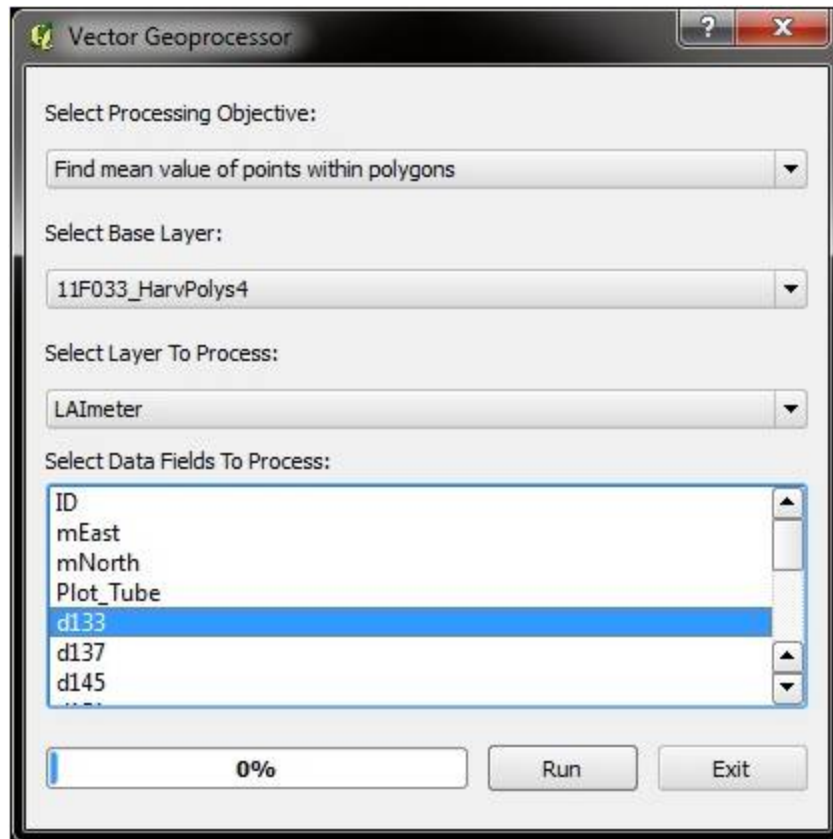 Vector Geoprocessor
?
Select Processing Objective:
Find mean value of points within polygons
Select Base Layer:
11F033_HarvPolys4
Select Layer To Process:
LAImeter
Select Data Fields To Process:
ID
mEast
mNorth
Plot_Tube
d133
d137
d145
0%
Run
Exit